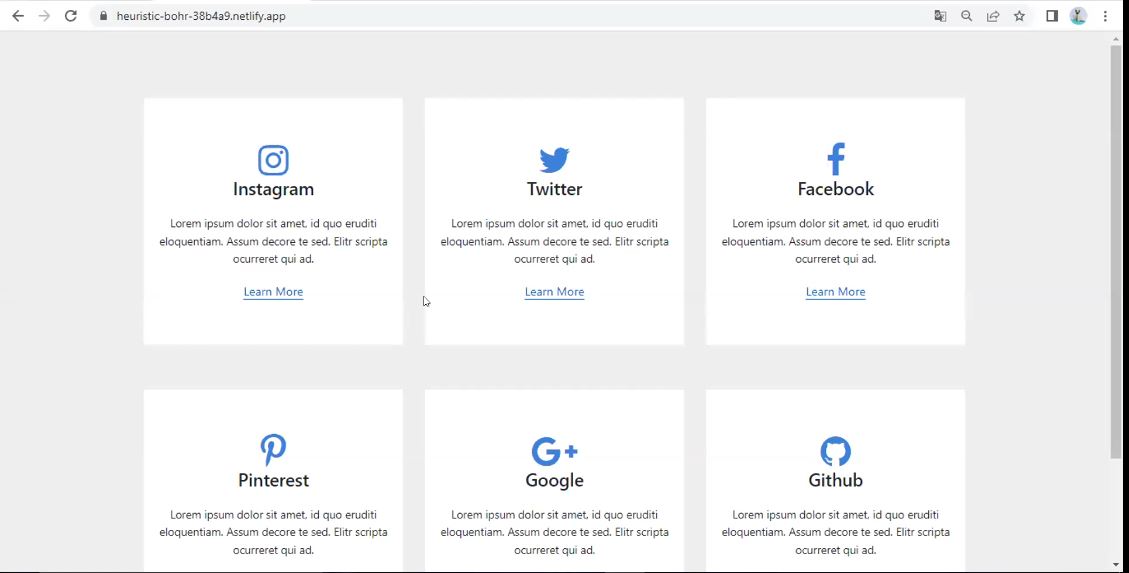 heuristic-bohr-38b4a9.netlify.app
Instagram
Lorem ipsum dolor sit amet, id quo eruditi
eloquentiam. Assum decore te sed. Elitr scripta
ocurreret qui ad.
Learn More
Twitter
Lorem ipsum dolor sit amet, id quo eruditi
eloquentiam. Assum decore te sed. Elitr scripta
ocurreret qui ad.
Learn More
Facebook
Lorem ipsum dolor sit amet, id quo eruditi
eloquentiam. Assum decore te sed. Elitr scripta
ocurreret qui ad.
Learn More
Pinterest
Lorem ipsum dolor sit amet, id quo eruditi
eloquentiam. Assum decore te sed. Elitr scripta
ocurreret qui ad.
Google
Lorem ipsum dolor sit amet, id quo eruditi
eloquentiam. Assum decore te sed. Elitr scripta
ocurreret qui ad.
Github
Lorem ipsum dolor sit amet, id quo eruditi
eloquentiam. Assum decore te sed. Elitr scripta
ocurreret qui ad.